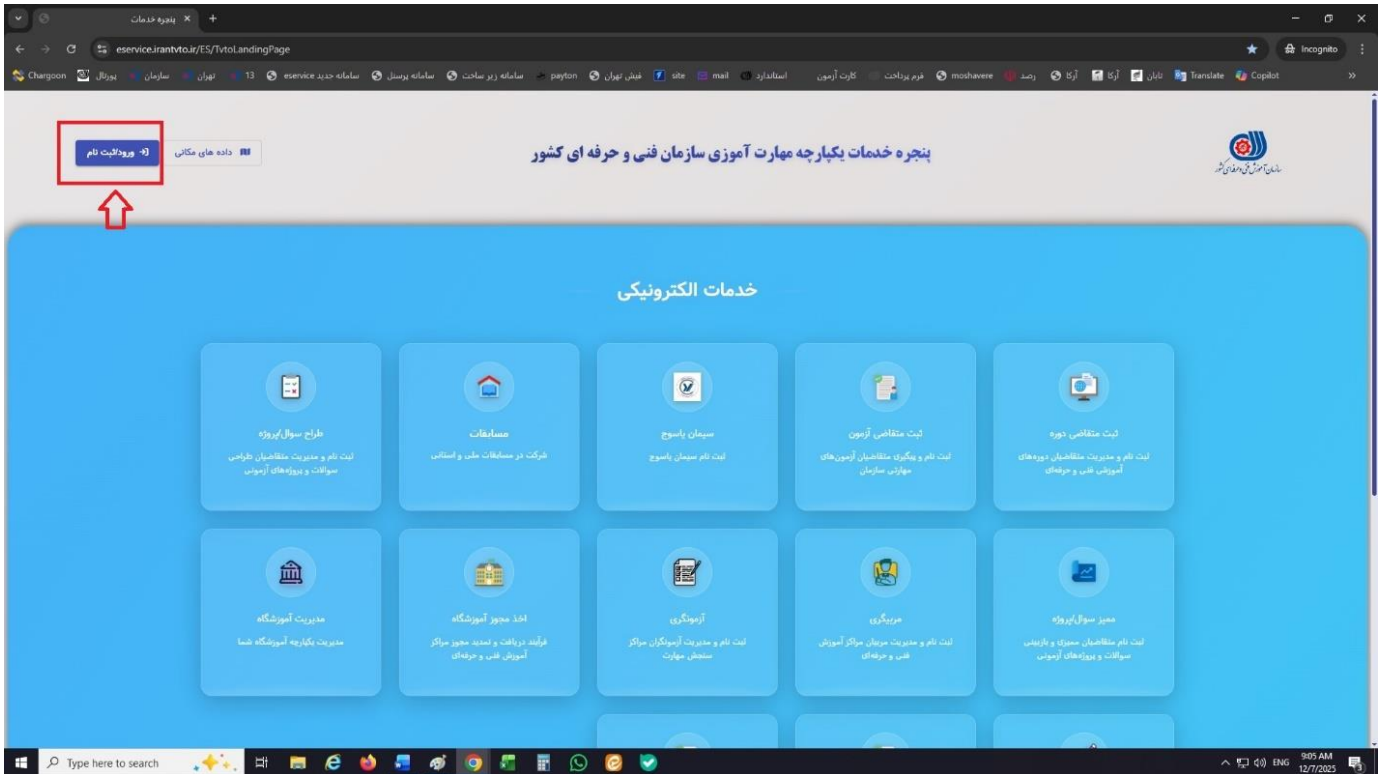 پنجره خدمات
eservice.irantvto.ir/ES/TvtoLandingPage
Incognito
Chargoon پورتال سازمان تهران 13 سامانه جدید eservice سامانه پرسنل سامانه زیر ساخت payton فیش تهران site mail استاندارد کارت آزمون فرم پرداخت moshavere رصد آرکا آرکا تابان Translate Copilot
پنجره خدمات یکپارچه مهارت آموزی سازمان فنی و حرفه ای کشور
سازمان آموزش فنی و حرفه‌ای کشور
داده های مکانی
ورود/ثبت نام
خدمات الکترونیکی
ثبت متقاضی دوره
ثبت نام و مدیریت متقاضیان دوره‌های
آموزشی فنی و حرفه‌ای
ثبت متقاضی آزمون
ثبت نام و پیگیری متقاضیان آزمون‌های
مهارتی سازمان
سیمان یاسوج
ثبت نام سیمان یاسوج
مسابقات
شرکت در مسابقات ملی و استانی
طراح سوال/پروژه
ثبت نام و مدیریت متقاضیان طراحی
سوالات و پروژه‌های آزمونی
ممیز سوال/پروژه
ثبت نام متقاضیان ممیزی و بازبینی
سوالات و پروژه‌های آزمونی
مربیگری
ثبت نام و مدیریت مربیان مراکز آموزش
فنی و حرفه‌ای
آزمونگری
ثبت نام و مدیریت آزمونگران مراکز
سنجش مهارت
اخذ مجوز آموزشگاه
فرآیند دریافت و تمدید مجوز مراکز
آموزش فنی و حرفه‌ای
مدیریت آموزشگاه
مدیریت یکپارچه آموزشگاه شما
Type here to search
ENG
9:05 AM
12/7/2025